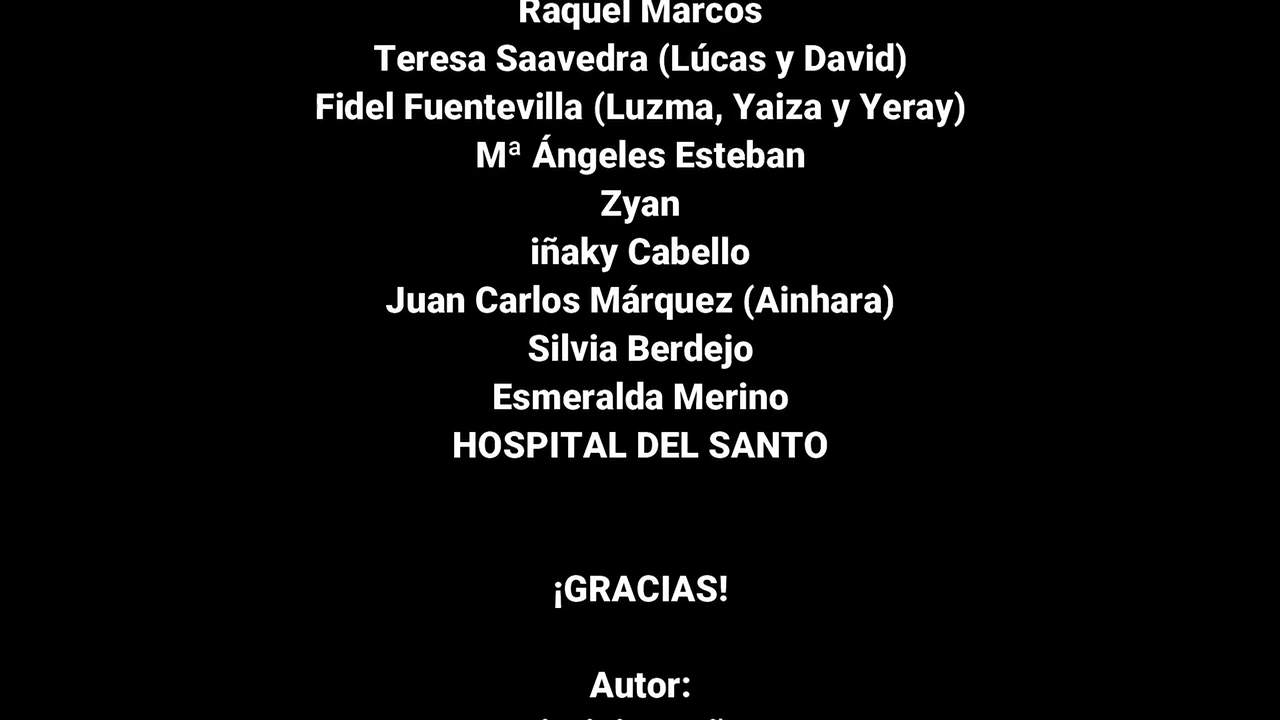 Raquel Marcos
Teresa Saavedra (Lúcas y David)
Fidel Fuentevilla (Luzma, Yaiza y Yeray)
Mª Ángeles Esteban
Zyan
iñaky Cabello
Juan Carlos Márquez (Ainhara)
Silvia Berdejo
Esmeralda Merino
HOSPITAL DEL SANTO
¡GRACIAS!
Autor: